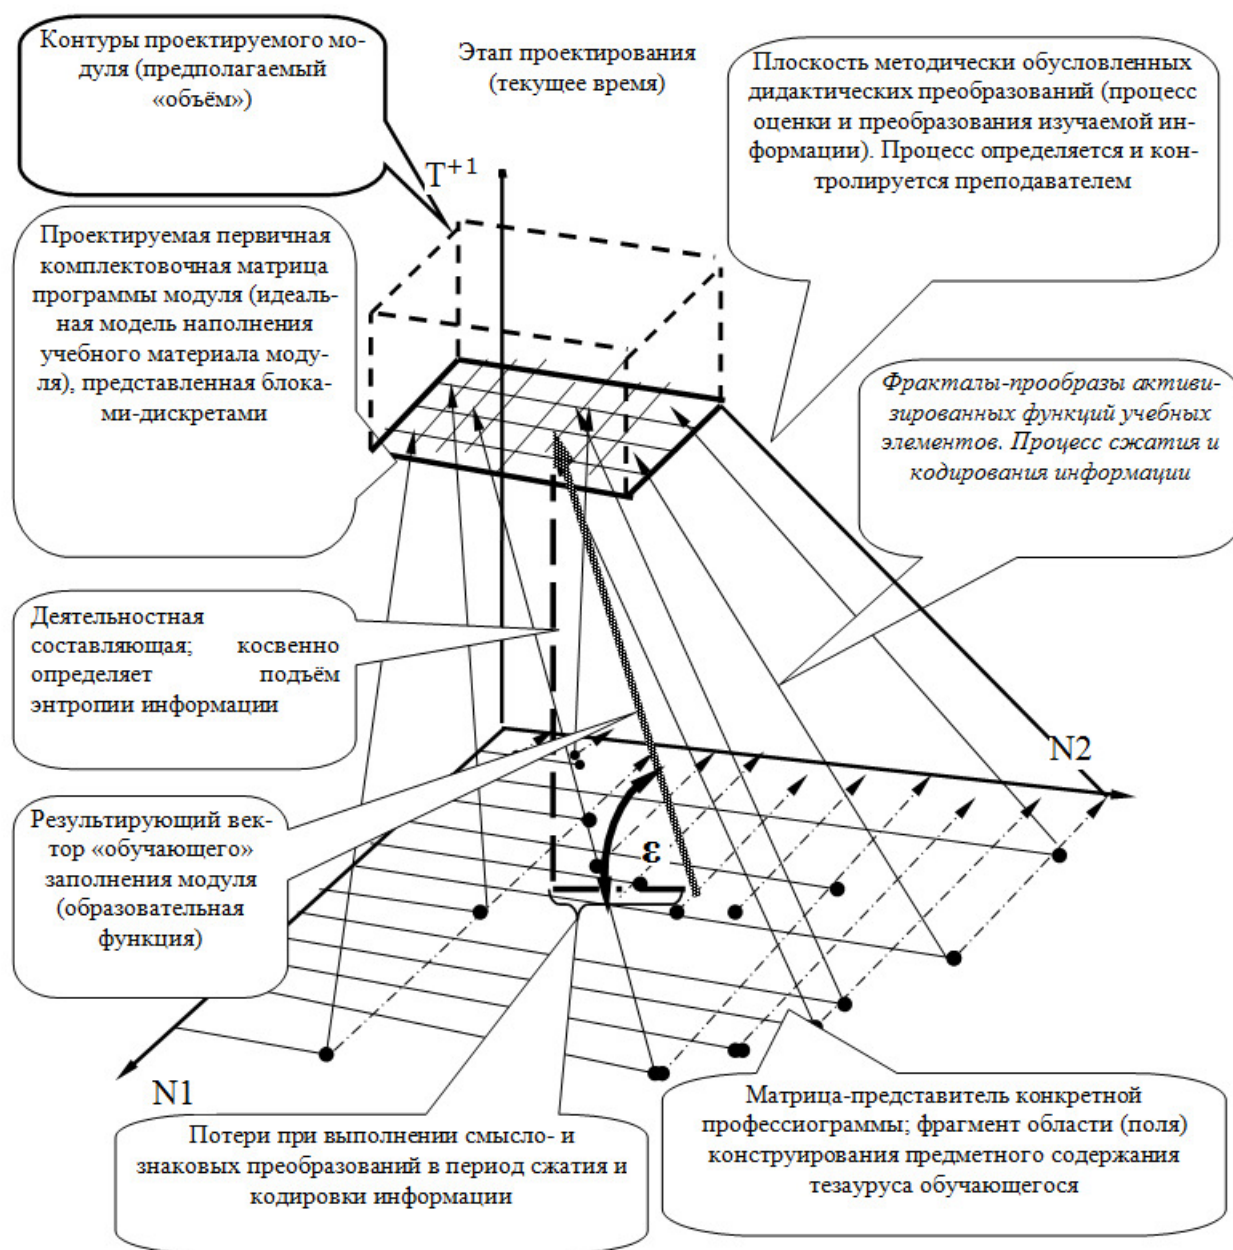 Контуры проектируемого мо-
дуля (предполагаемый
«объём»)
Этап проектирования
(текущее время)
Плоскость методически обусловленных
дидактических преобразований (процесс
оценки и преобразования изучаемой ин-
формации). Процесс определяется и кон-
тролируется преподавателем
T+1
Проектируемая первичная
комплектовочная матрица
программы модуля (идеаль-
ная модель наполнения
учебного материала моду-
ля), представленная блока-
ми-дискретами
Фракталы-прообразы активи-
зированных функций учебных
элементов. Процесс сжатия и
кодирования информации
Деятельностная
составляющая; косвенно
определяет подъём
энтропии информации
N2
Результирующий век-
тор «обучающего»
заполнения модуля
(образовательная
функция)
ε
N1
Потери при выполнении смысло- и
знаковых преобразований в период сжатия и
кодировки информации
Матрица-представитель конкретной
профессиограммы; фрагмент области (поля)
конструирования предметного содержания
тезауруса обучающегося